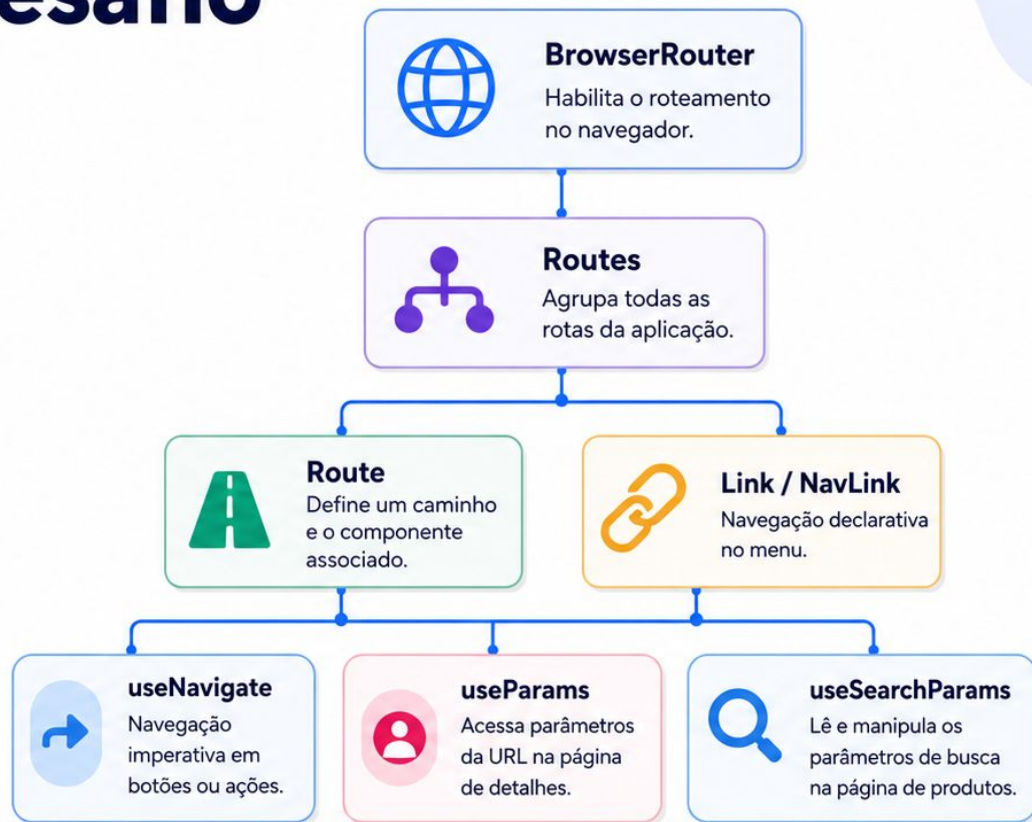 esafio
BrowserRouter
Habilita o roteamento
no navegador.
Routes
Agrupa todas as
rotas da aplicação.
Route
Define um caminho
e o componente
associado.
Link / NavLink
Navegação declarativa
no menu.
useNavigate
Navegação
imperativa em
botões ou ações.
useParams
Acessa parâmetros
da URL na página
de detalhes.
useSearchParams
Lê e manipula os
parâmetros de busca
na página de produtos.